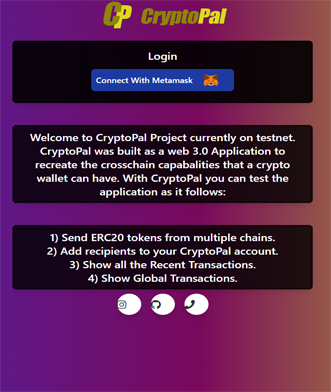 CP CryptoPal
Login
Connect With Metamask
Welcome to CryptoPal Project currently on testnet.
CryptoPal was built as a web 3.0 Application to
recreate the crosschain capabalities that a crypto
wallet can have. With CryptoPal you can test the
application as it follows:
1) Send ERC20 tokens from multiple chains.
2) Add recipients to your CryptoPal account.
3) Show all the Recent Transactions.
4) Show Global Transactions.